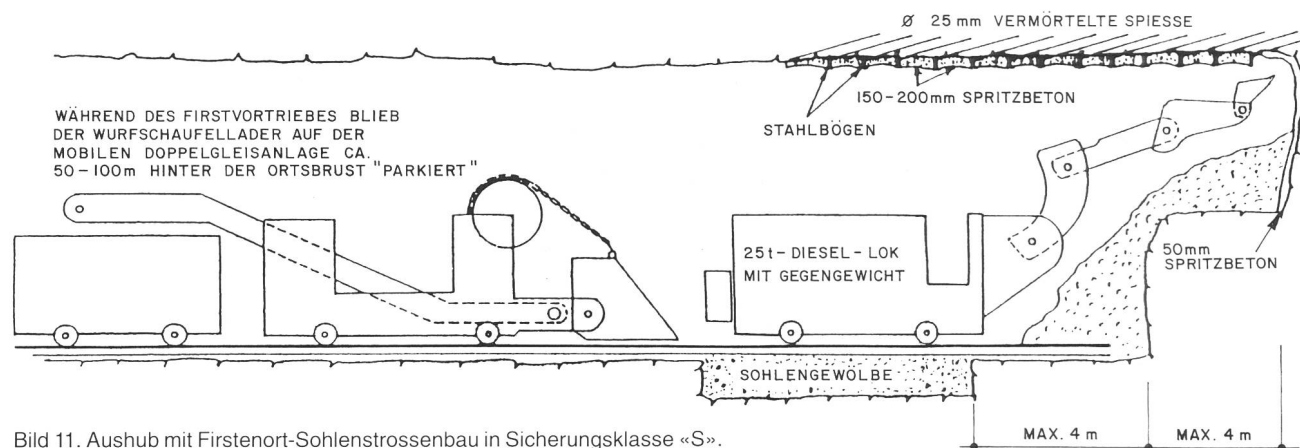 Ø 25 mm VERMÖRTELTE SPIESSE
150-200mm SPRITZBETON
STAHLBÖGEN
WÄHREND DES FIRSTVORTRIEBES BLIEB
DER WURFSCHAUFELLADER AUF DER
MOBILEN DOPPELGLEISANLAGE CA.
50-100m HINTER DER ORTSBRUST "PARKIERT"
25t-DIESEL-LOK
MIT GEGENGEWICHT
50mm
SPRITZBETON
SOHLENGEWÖLBE
MAX. 4 m
MAX. 4 m
Bild 11. Aushub mit Firstenort-Sohlenstrossenbau in Sicherungsklasse «S».